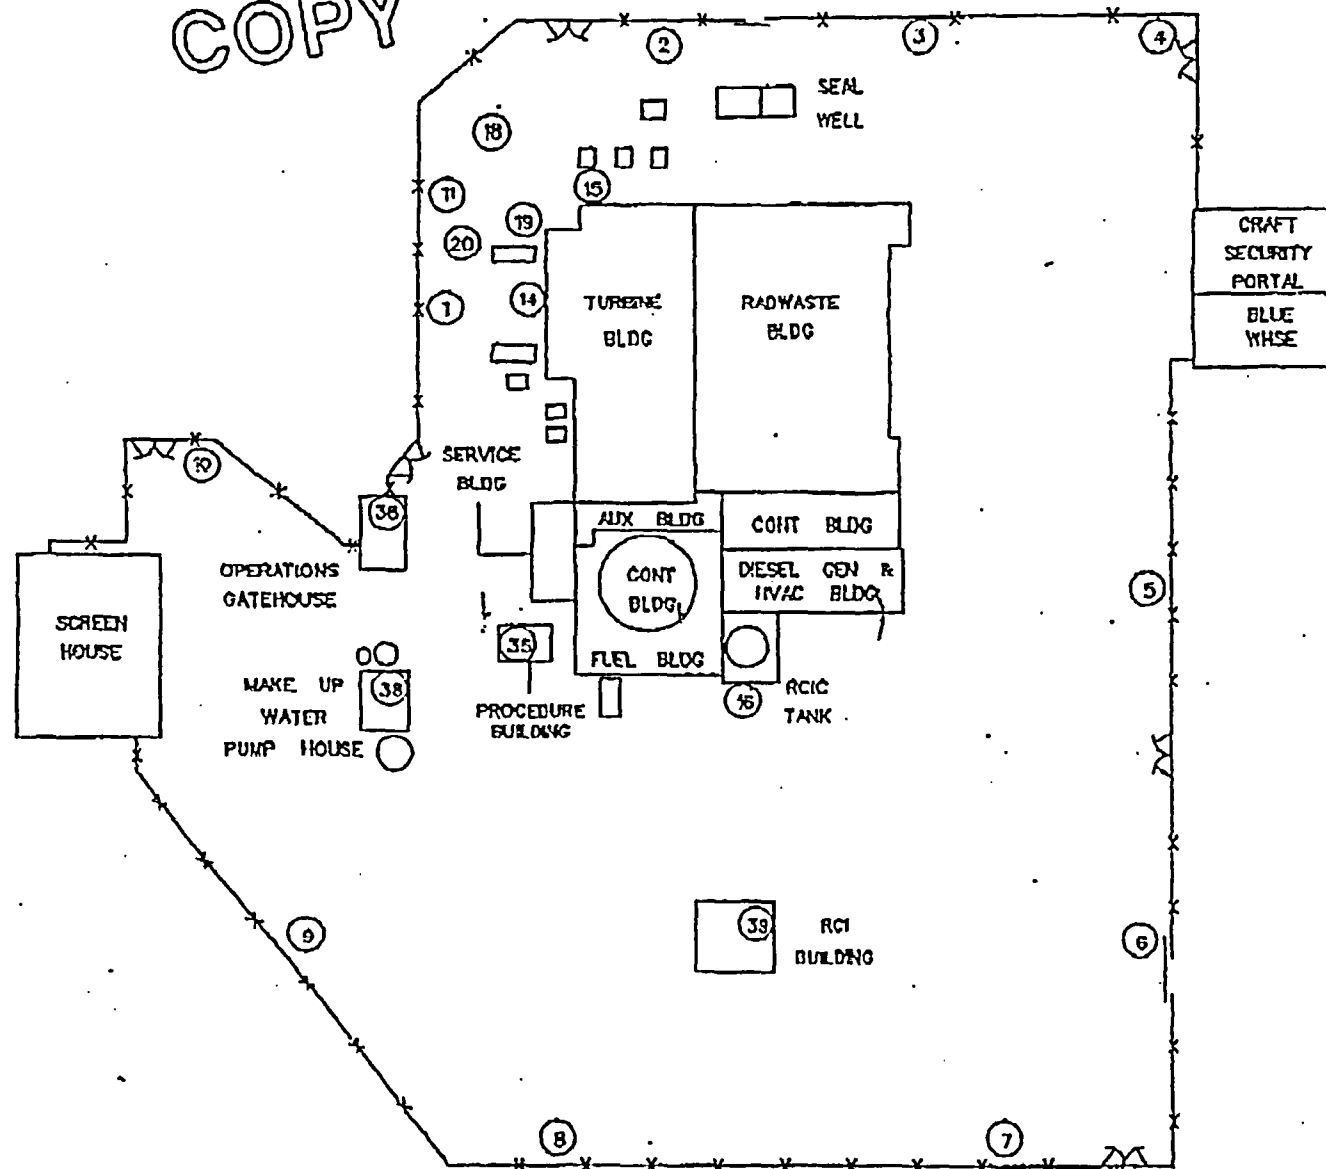 COPY
2
3
4
SEAL
WELL
18
11
15
19
20
1
14
TURBINE
BLDG
RADWASTE
BLDG
CRAFT
SECURITY
PORTAL
BLUE
WHSE
10
SERVICE
BLDG
36
AUX BLDG
CONT BLDG
OPERATIONS
GATEHOUSE
CONT
BLDG
DIESEL GEN &
HVAC BLDG
5
SCREEN
HOUSE
35
FUEL BLDG
MAKE UP
WATER
PUMP HOUSE
38
PROCEDURE
BUILDING
16
RCIC
TANK
9
39
RCI
BUILDING
6
8
7